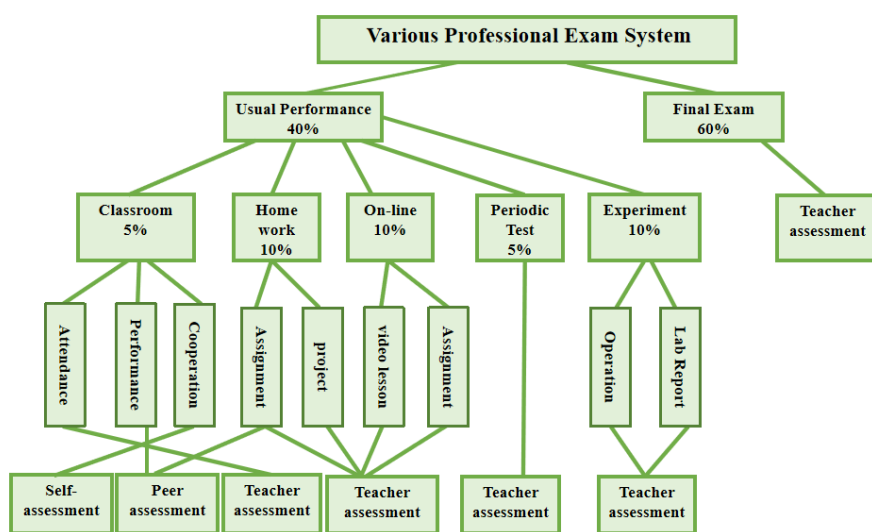 Various Professional Exam System
Usual Performance
40%
Final Exam
60%
Classroom
5%
Home
work
10%
On-line
10%
Periodic
Test
5%
Experiment
10%
Teacher
assessment
Attendance
Performance
Cooperation
Assignment
project
video lesson
Assignment
Operation
Lab Report
Self-
assessment
Peer
assessment
Teacher
assessment
Teacher
assessment
Teacher
assessment
Teacher
assessment